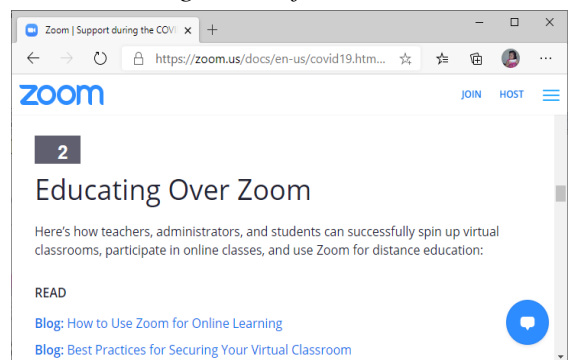 Zoom | Support during the COVI
https://zoom.us/docs/en-us/covid19.htm...
zoom
JOIN HOST
2
Educating Over Zoom
Here's how teachers, administrators, and students can successfully spin up virtual
classrooms, participate in online classes, and use Zoom for distance education:
READ
Blog: How to Use Zoom for Online Learning
Blog: Best Practices for Securing Your Virtual Classroom